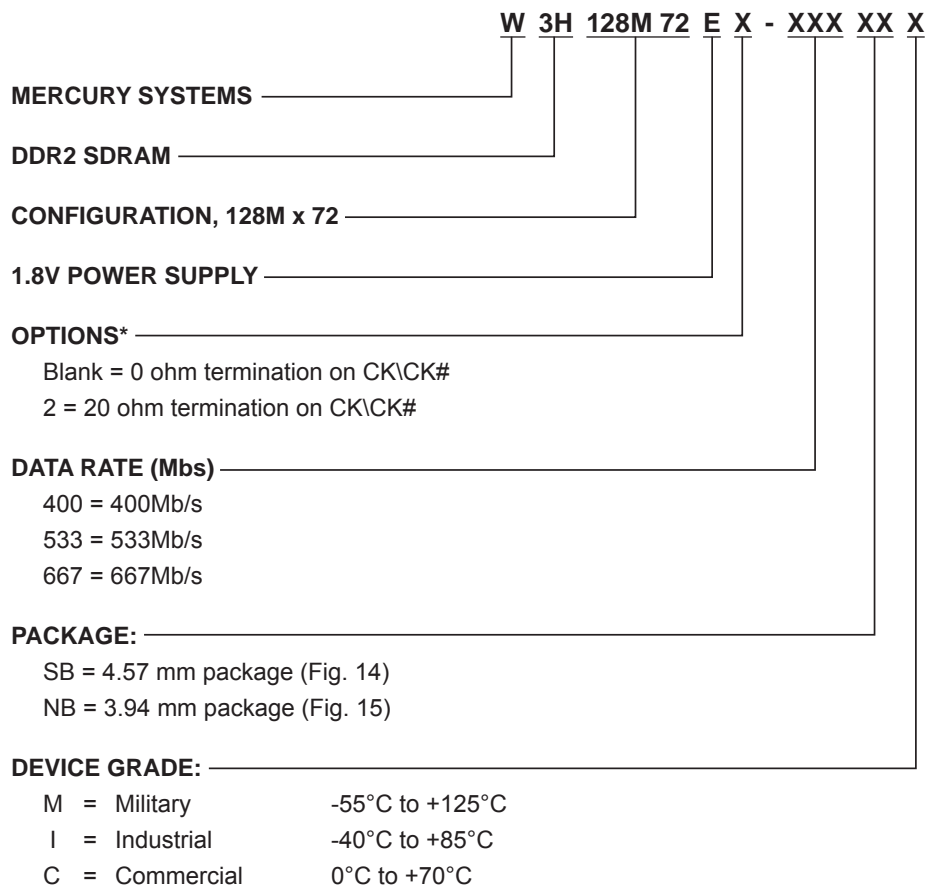 W 3H 128M 72 E X - XXX XX X
MERCURY SYSTEMS
DDR2 SDRAM
CONFIGURATION, 128M x 72
1.8V POWER SUPPLY
OPTIONS*
Blank = 0 ohm termination on CK\CK#
2 = 20 ohm termination on CK\CK#
DATA RATE (Mbs)
400 = 400Mb/s
533 = 533Mb/s
667 = 667Mb/s
PACKAGE:
SB = 4.57 mm package (Fig. 14)
NB = 3.94 mm package (Fig. 15)
DEVICE GRADE:
M = Military -55°C to +125°C
I = Industrial -40°C to +85°C
C = Commercial 0°C to +70°C